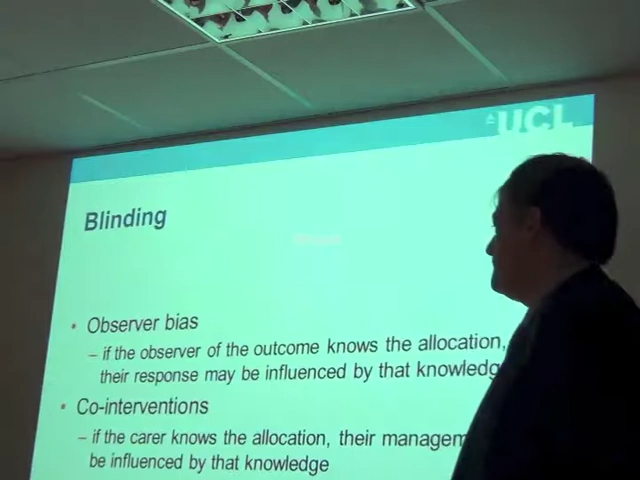 UCL
Blinding
• Observer bias
– if the observer of the outcome knows the allocation,
their response may be influenced by that
• Co-interventions
– if the carer knows the allocation, their
be influenced by that knowledge